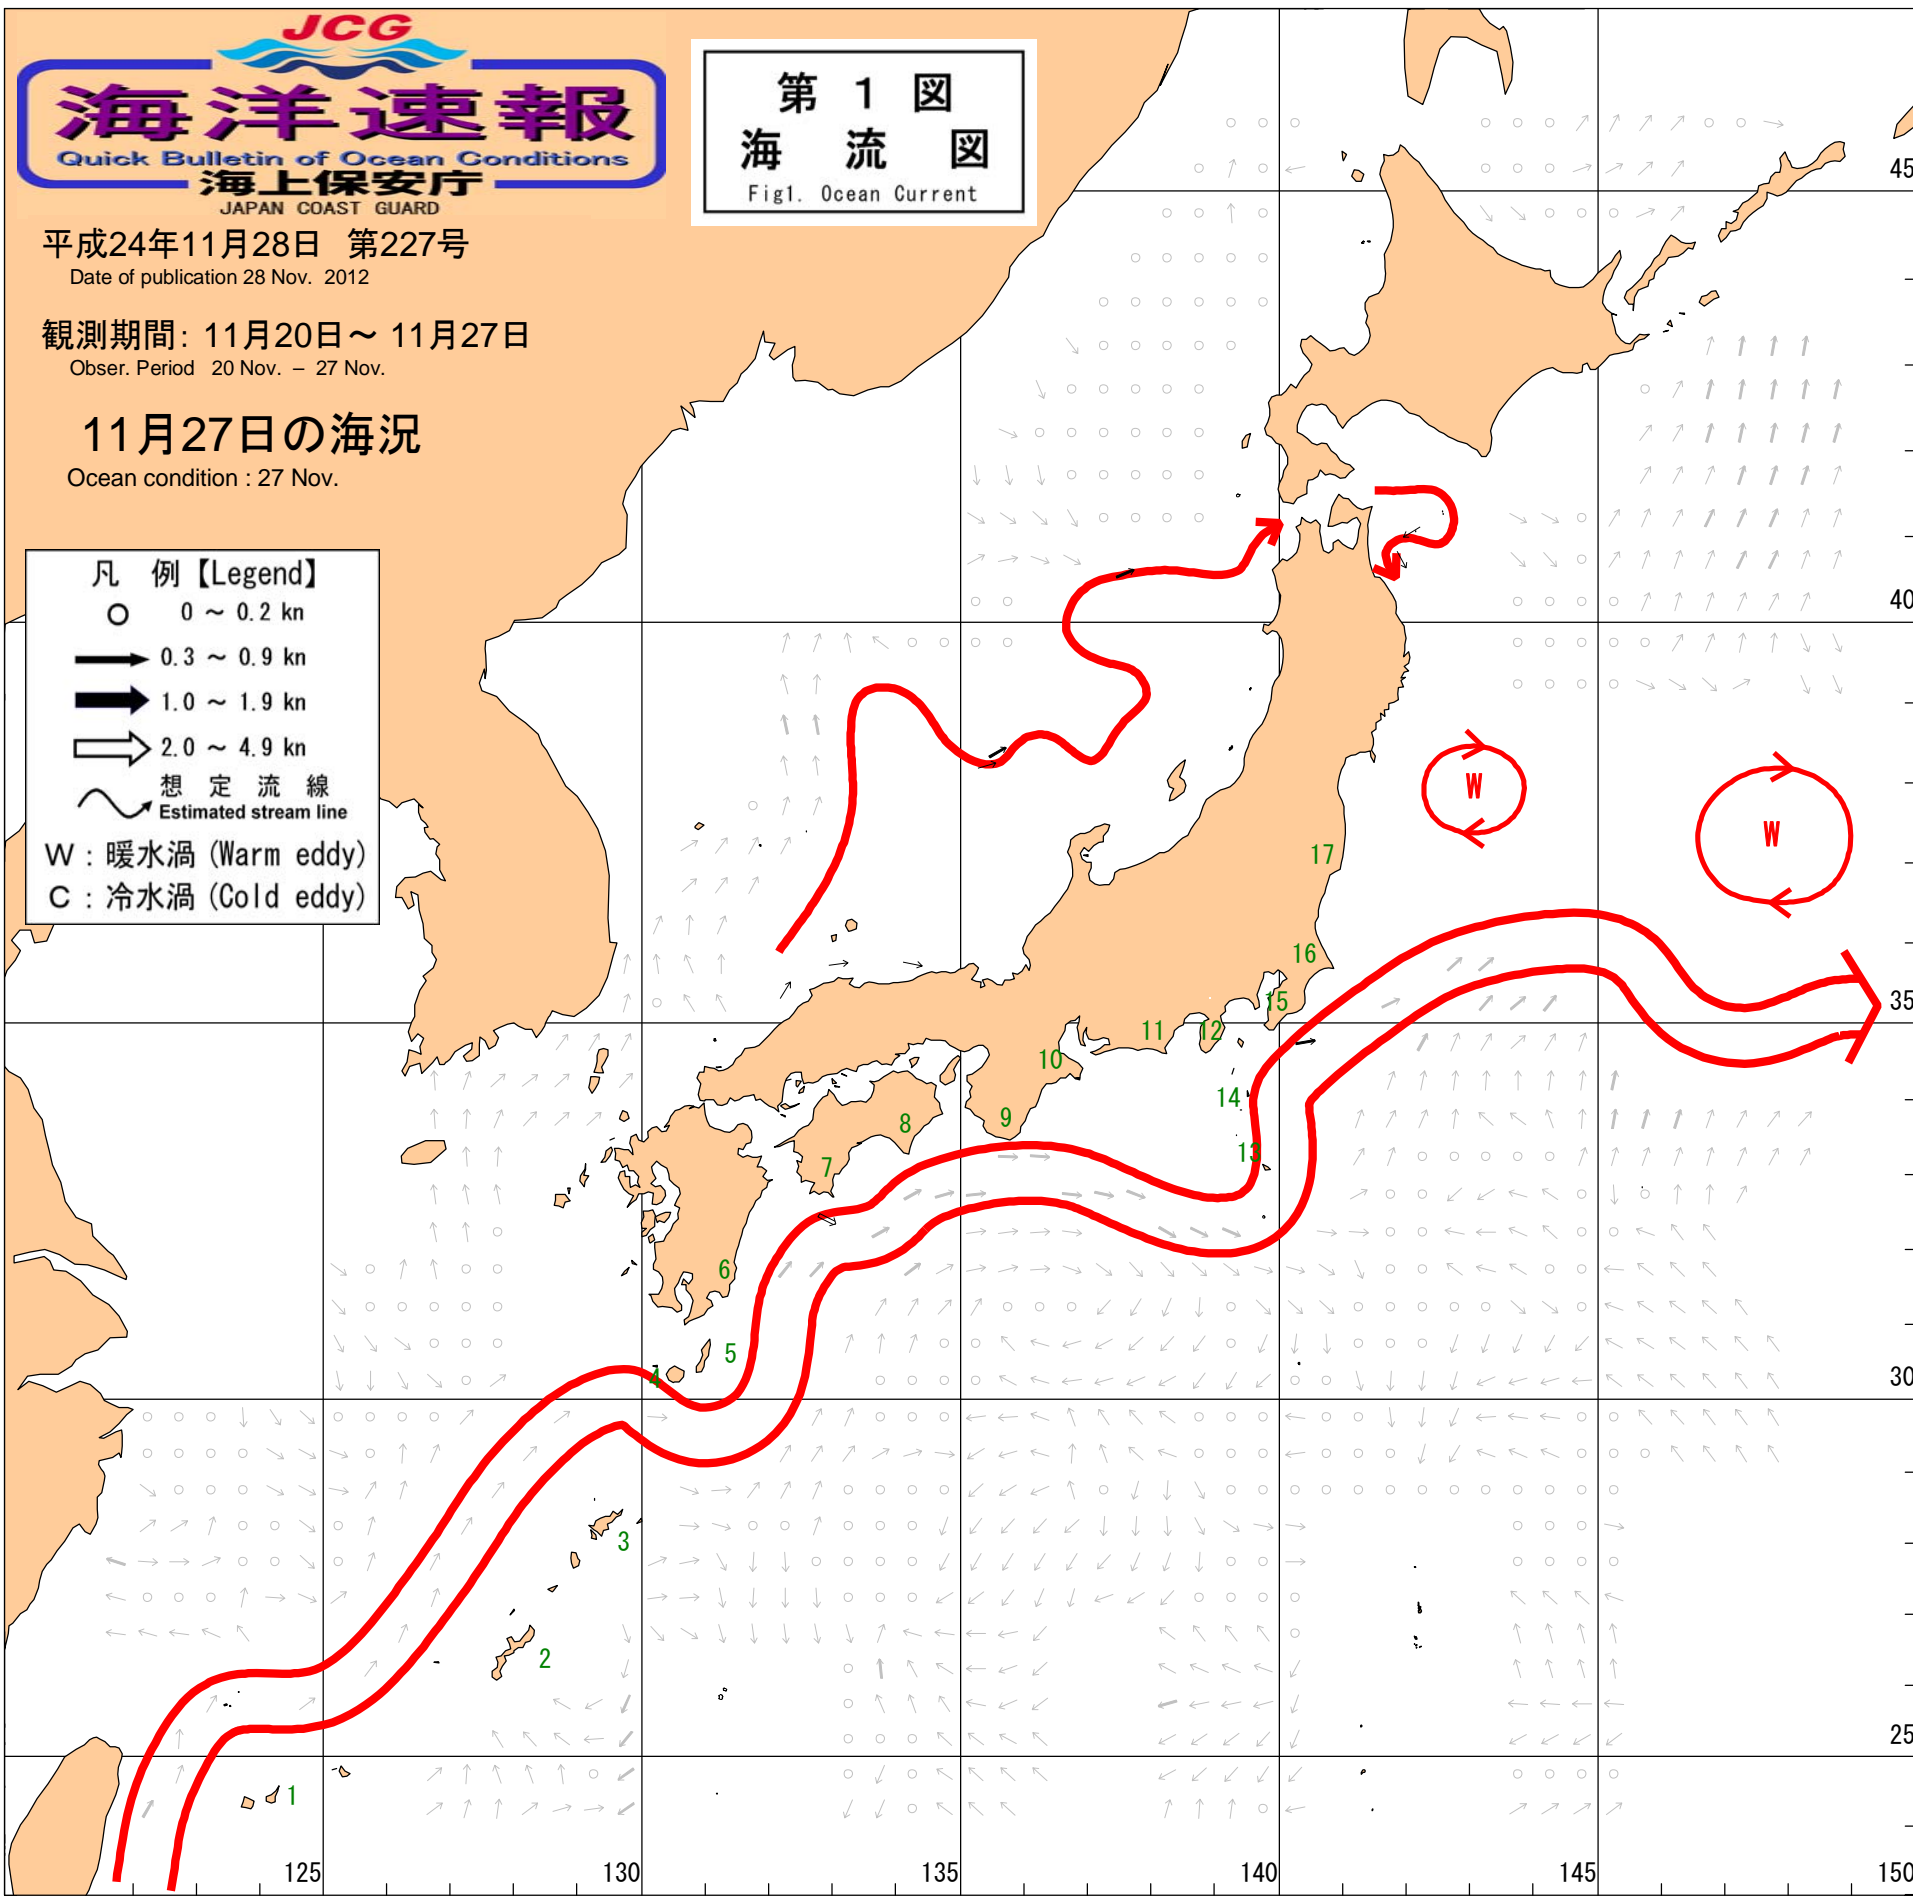 JCG
海洋速報
Quick Bulletin of Ocean Conditions
海上保安庁
JAPAN COAST GUARD
第 1 図
海 流 図
Fig1. Ocean Current
平成24年11月28日 第227号
Date of publication 28 Nov. 2012
観測期間: 11月20日～ 11月27日
Obser. Period 20 Nov. – 27 Nov.
11月27日の海況
Ocean condition : 27 Nov.
凡 例【Legend】
0 ～ 0.2 kn
0.3 ～ 0.9 kn
1.0 ～ 1.9 kn
2.0 ～ 4.9 kn
想 定 流 線
Estimated stream line
W : 暖水渦 (Warm eddy)
C : 冷水渦 (Cold eddy)
45
40
W
W
17
16
15
35
14
13
12
11
10
9
8
7
6
5
4
30
3
2
25
1
125
130
135
140
145
150